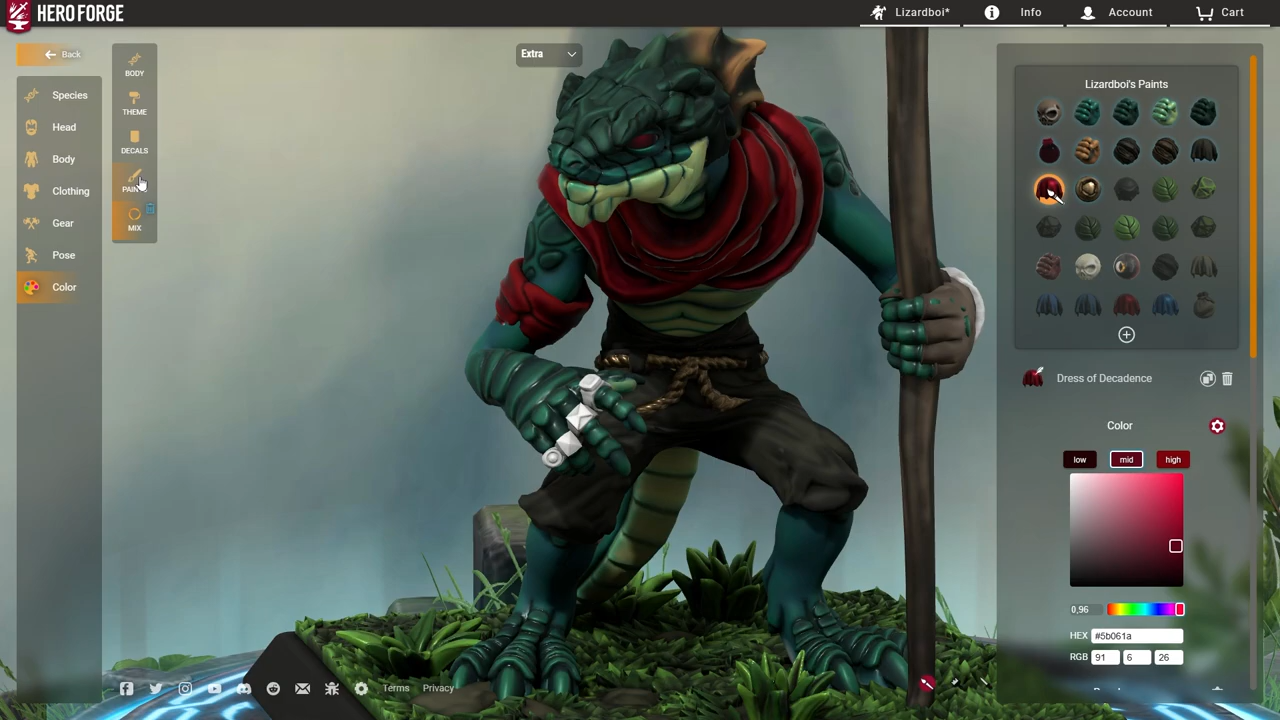 HERO FORGE
Lizardboi*
Info
Account
Cart
Back
Species
Head
Body
Clothing
Gear
Pose
Color
BODY
THEME
DECALS
MIX
Extra
Lizardboi's Paints
Dress of Decadence
Color
low mid high
0,96
HEX #5b061a
RGB 91 6 26
Terms Privacy